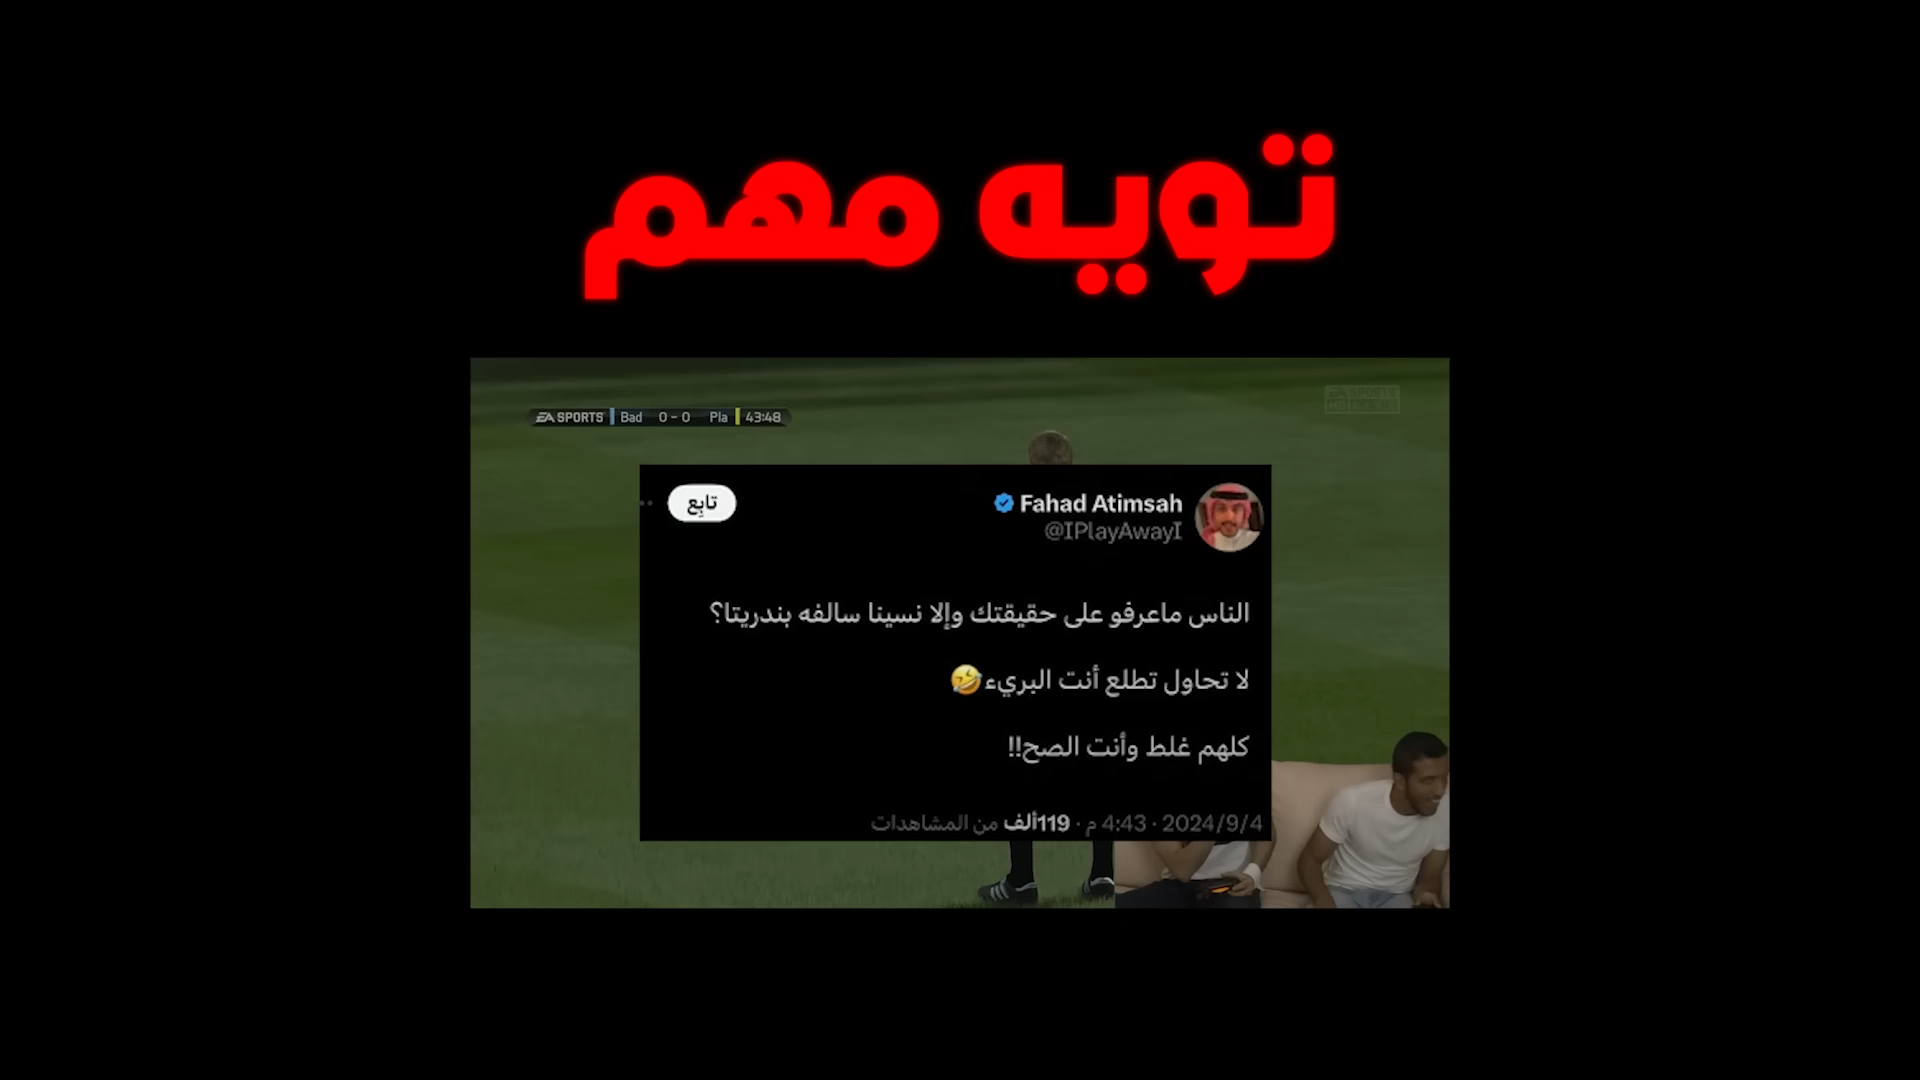 تويه مهم
EA SPORTS Bad 0 - 0 Pla 43:48
Fahad Atimsah
تابِع
@IPlayAwayI
الناس ماعرفو على حقيقتك وإلا نسينا سالفه بندريتا؟
لا تحاول تطلع أنت البريء🤣
كلهم غلط وأنت الصح!!
2024/9/4 · 4:43 م · 119ألف من المشاهدات